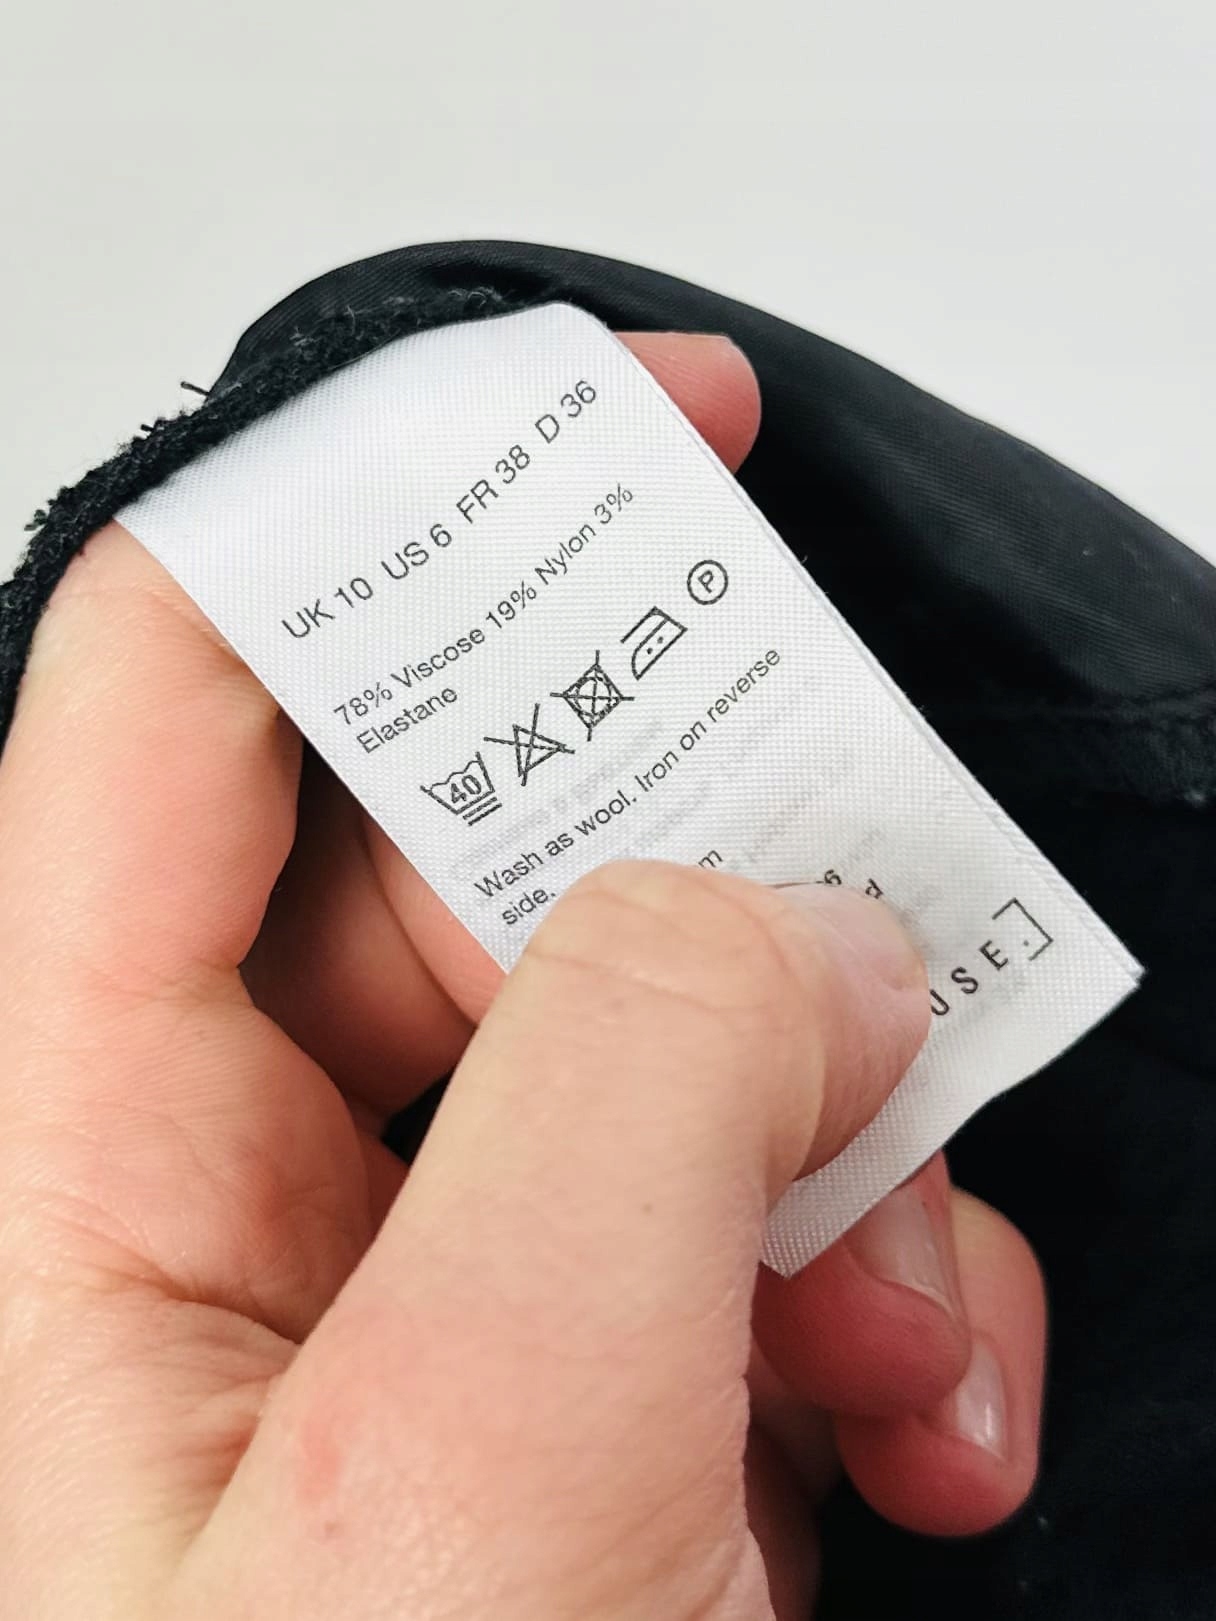 UK 10 US 6 FR 38 D 36
78% Viscose 19% Nylon 3%
Elastane
40 P
Wash as wool. Iron on reverse
side.